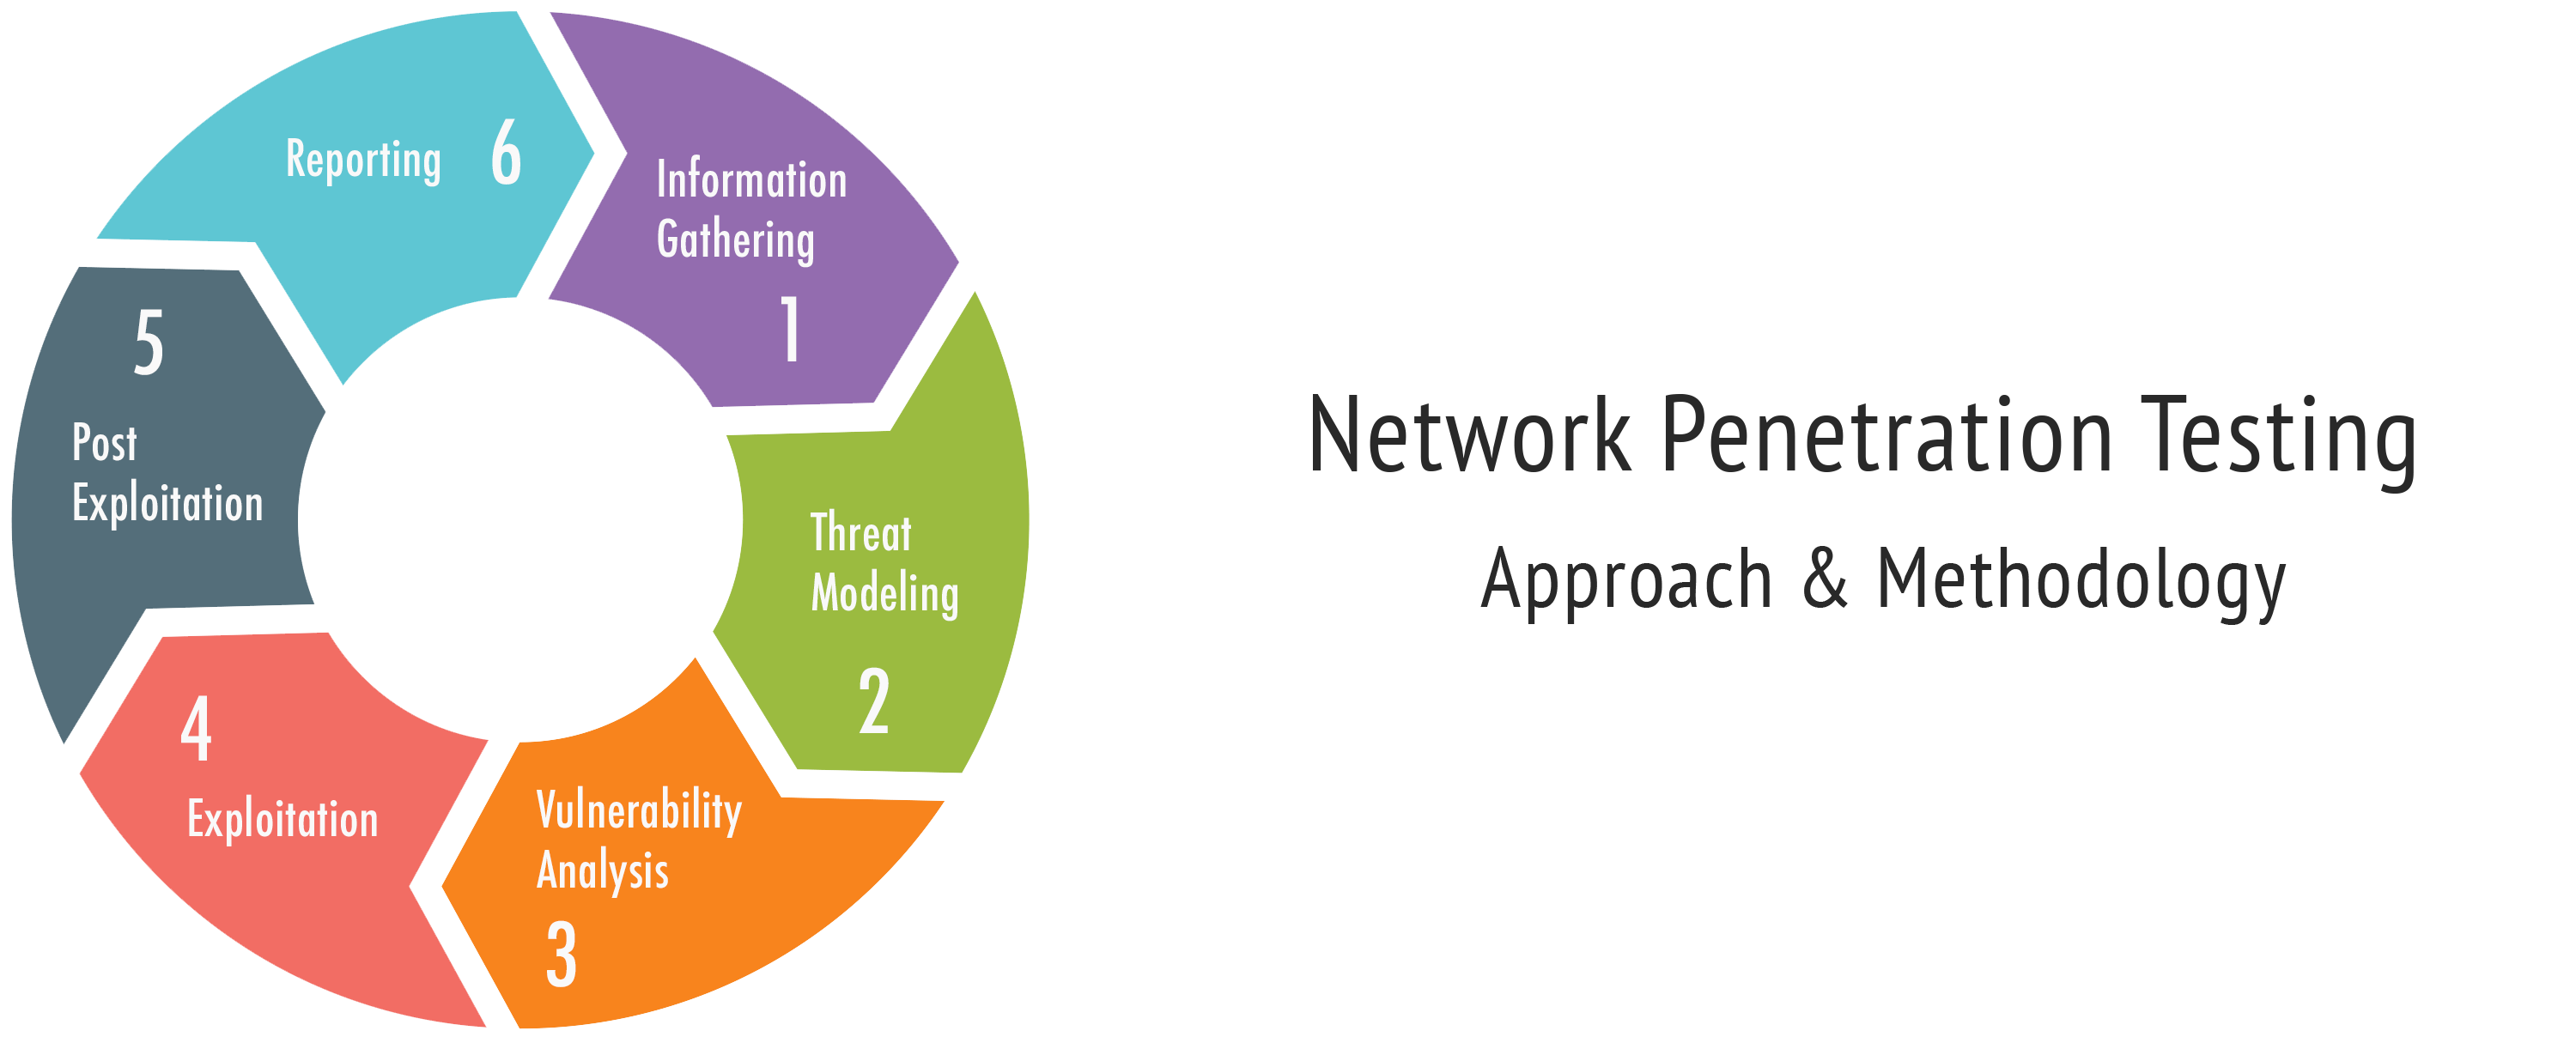 Network Penetration Testing
Approach & Methodology
Information
Gathering
1
Threat
Modeling
2
Vulnerability
Analysis
3
4
Exploitation
5
Post
Exploitation
Reporting 6